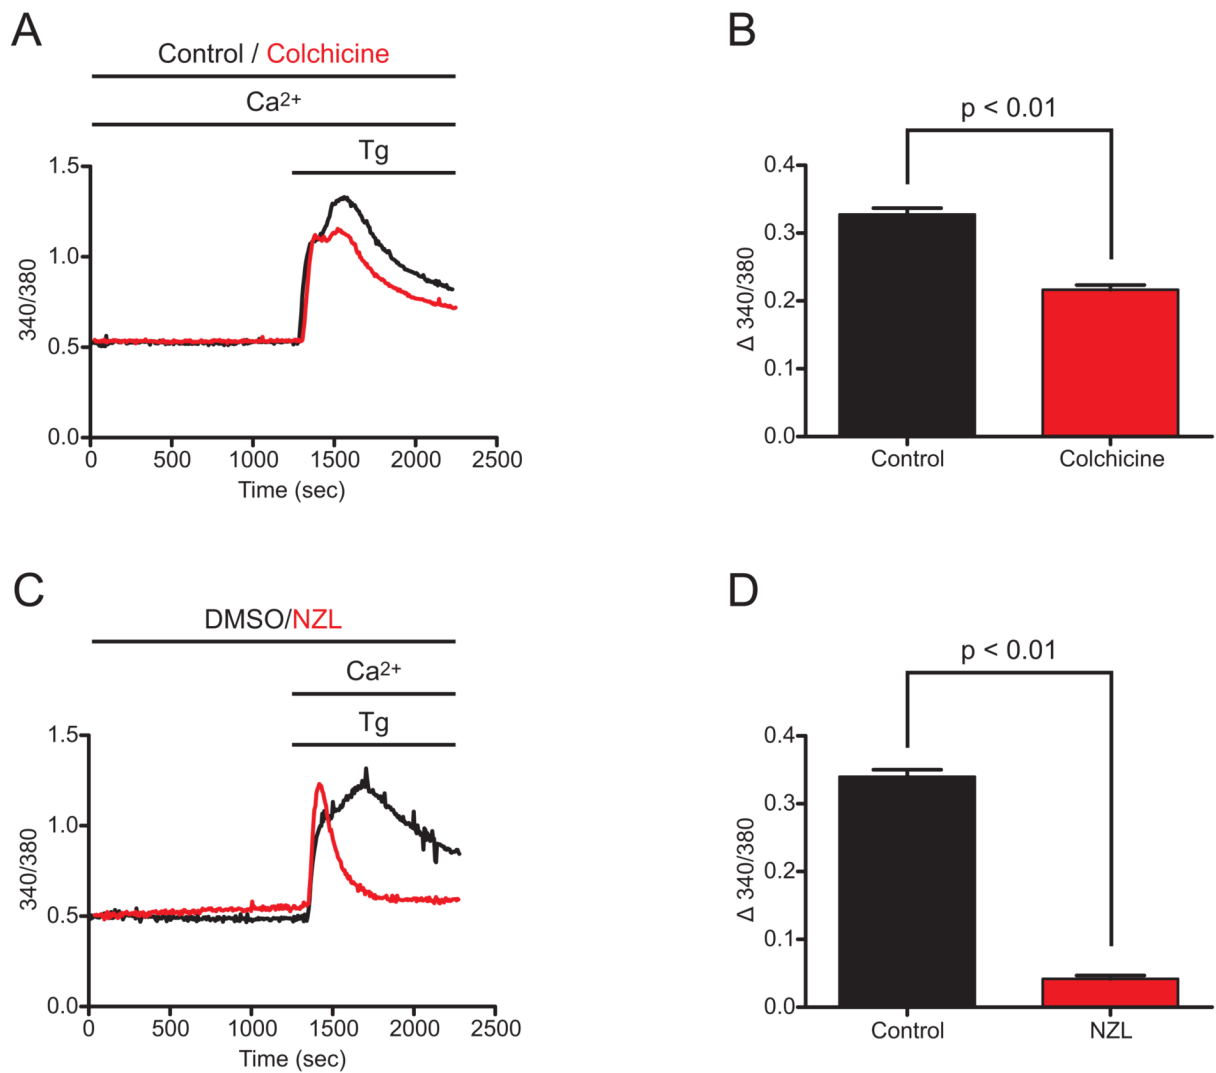 A
Control / Colchicine
Ca2+
Tg
1.5
1.0
0.5
0.0
340/380
0 500 1000 1500 2000 2500
Time (sec)
B
p < 0.01
0.4
0.3
0.2
0.1
0.0
Δ 340/380
Control Colchicine
C
DMSO/NZL
Ca2+
Tg
1.5
1.0
0.5
0.0
340/380
0 500 1000 1500 2000 2500
Time (sec)
D
p < 0.01
0.4
0.3
0.2
0.1
0.0
Δ 340/380
Control NZL